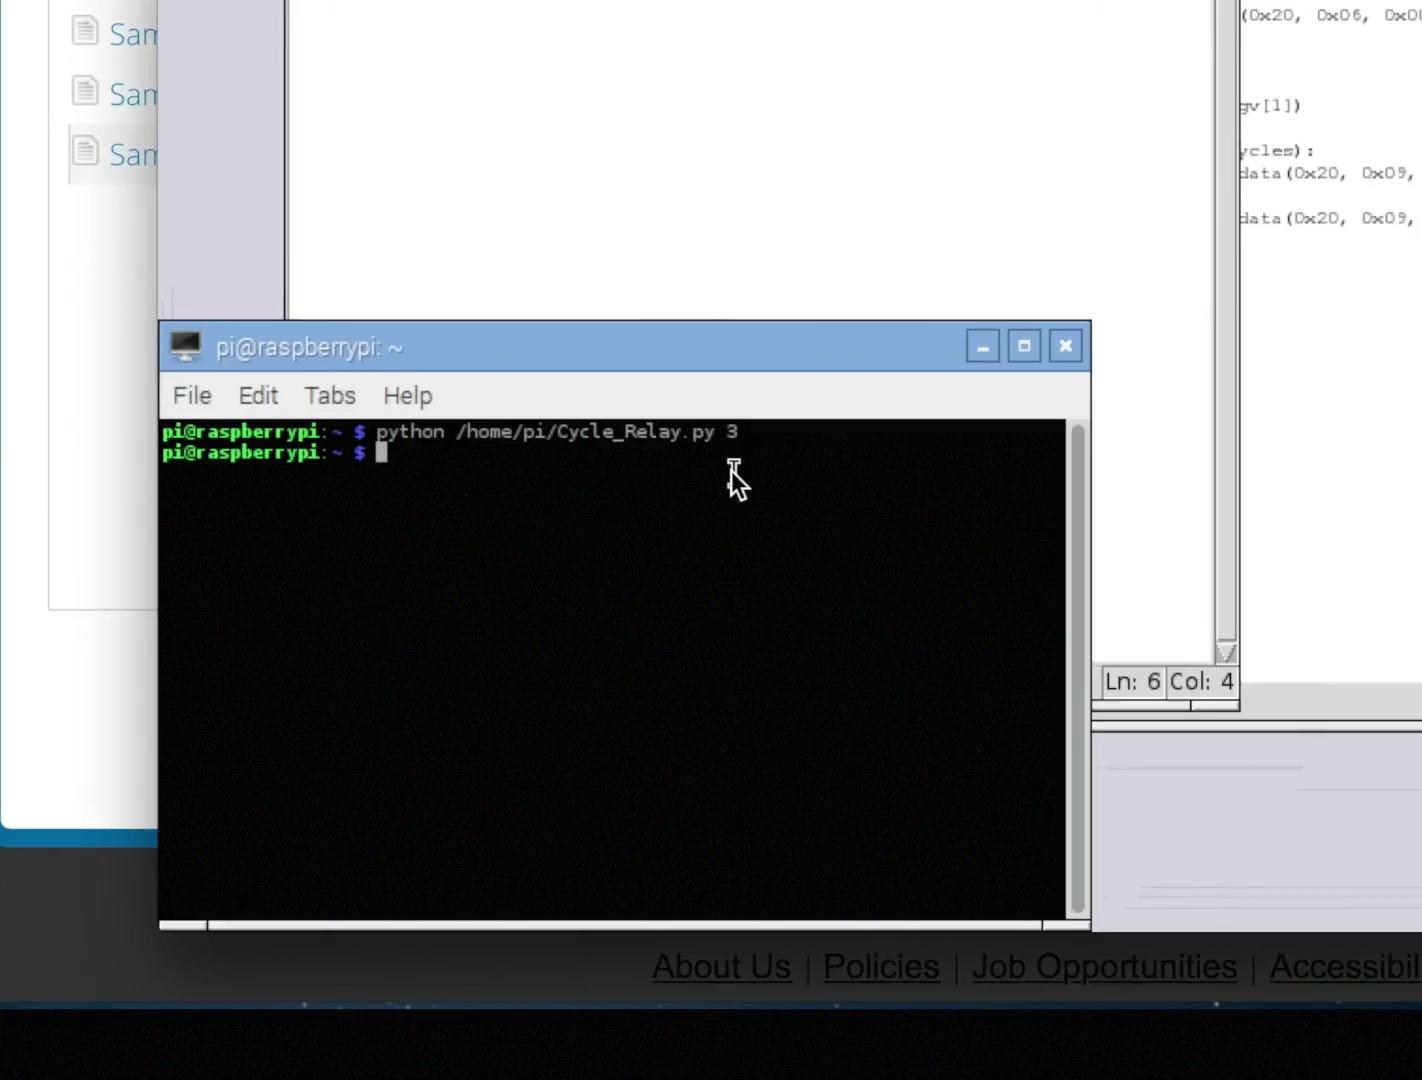 Sam
Sam
Sam
(0x20, 0x06, 0x00
gv[1])
ycles):
data(0x20, 0x09,
data(0x20, 0x09,
pi@raspberrypi: ~
File Edit Tabs Help
pi@raspberrypi:~ $ python /home/pi/Cycle_Relay.py 3
pi@raspberrypi:~ $
Ln: 6 Col: 4
About Us | Policies | Job Opportunities | Accessibil